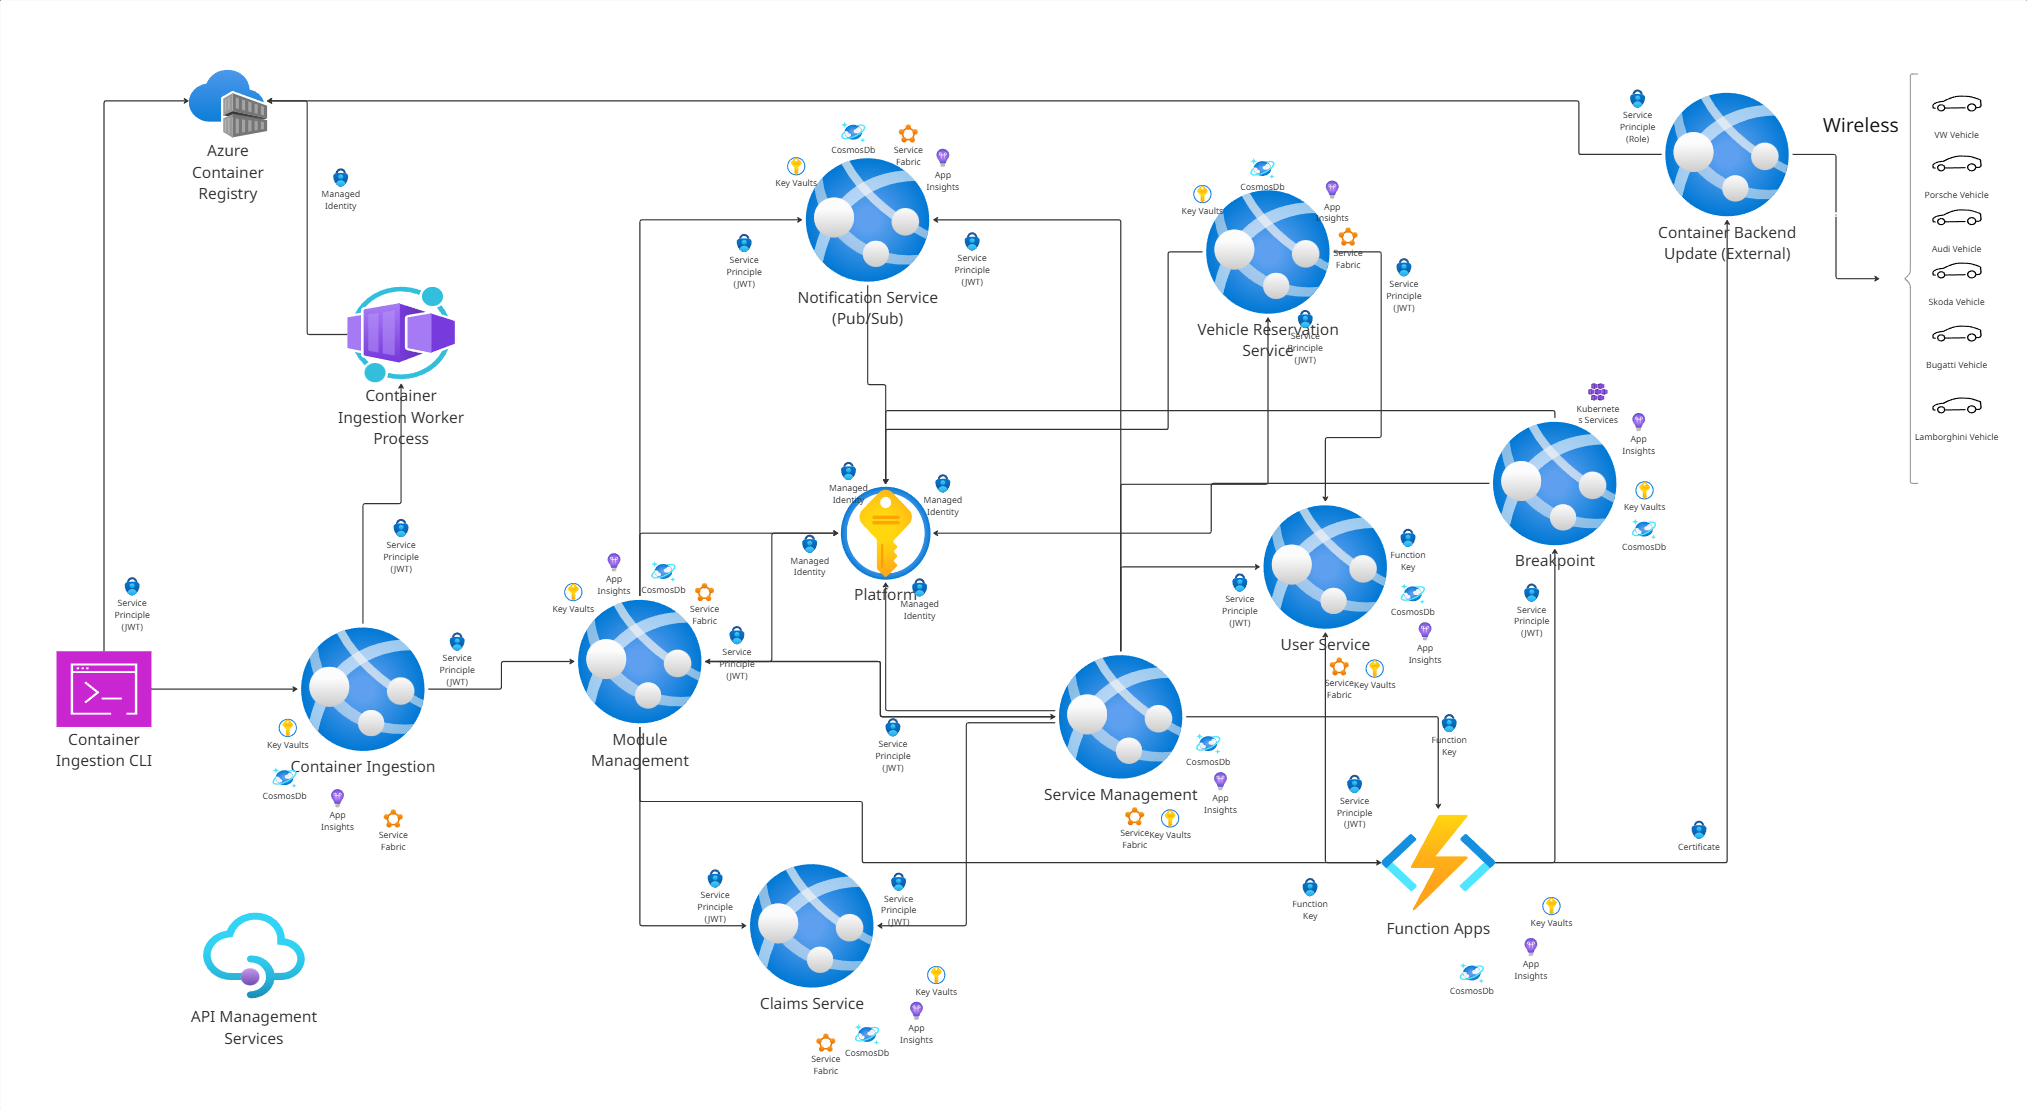 Azure
Container
Registry
Managed
Identity
Container
Ingestion Worker
Process
Service
Principle
(JWT)
Service
Principle
(JWT)
Container
Ingestion CLI
Service
Principle
(JWT)
Key Vaults
Container Ingestion
CosmosDb
App
Insights
Service
Fabric
API Management
Services
CosmosDb
Service
Fabric
Key Vaults
App
Insights
Service
Principle
(JWT)
Service
Principle
(JWT)
Notification Service
(Pub/Sub)
Managed
Identity
Managed
Identity
Managed
Identity
Platform
Managed
Identity
Key Vaults
App
Insights
CosmosDb
Service
Fabric
Service
Principle
(JWT)
Module
Management
Service
Principle
(JWT)
Service
Principle
(JWT)
Service
Principle
(JWT)
Claims Service
Key Vaults
App
Insights
CosmosDb
Service
Fabric
CosmosDb
Key Vaults
App
Insights
Service
Fabric
Service
Principle
(JWT)
Vehicle Reservation
Service
Service
Principle
(JWT)
Service
Principle
(JWT)
Function
Key
CosmosDb
App
Insights
User Service
Service
Fabric
Key Vaults
Service Management
CosmosDb
App
Insights
Service
Fabric
Key Vaults
Function
Key
Service
Principle
(JWT)
Function
Key
Function Apps
Key Vaults
App
Insights
CosmosDb
Certificate
Kubernete
s Services
App
Insights
Key Vaults
CosmosDb
Breakpoint
Service
Principle
(JWT)
Service
Principle
(Role)
Container Backend
Update (External)
Wireless
VW Vehicle
Porsche Vehicle
Audi Vehicle
Skoda Vehicle
Bugatti Vehicle
Lamborghini Vehicle